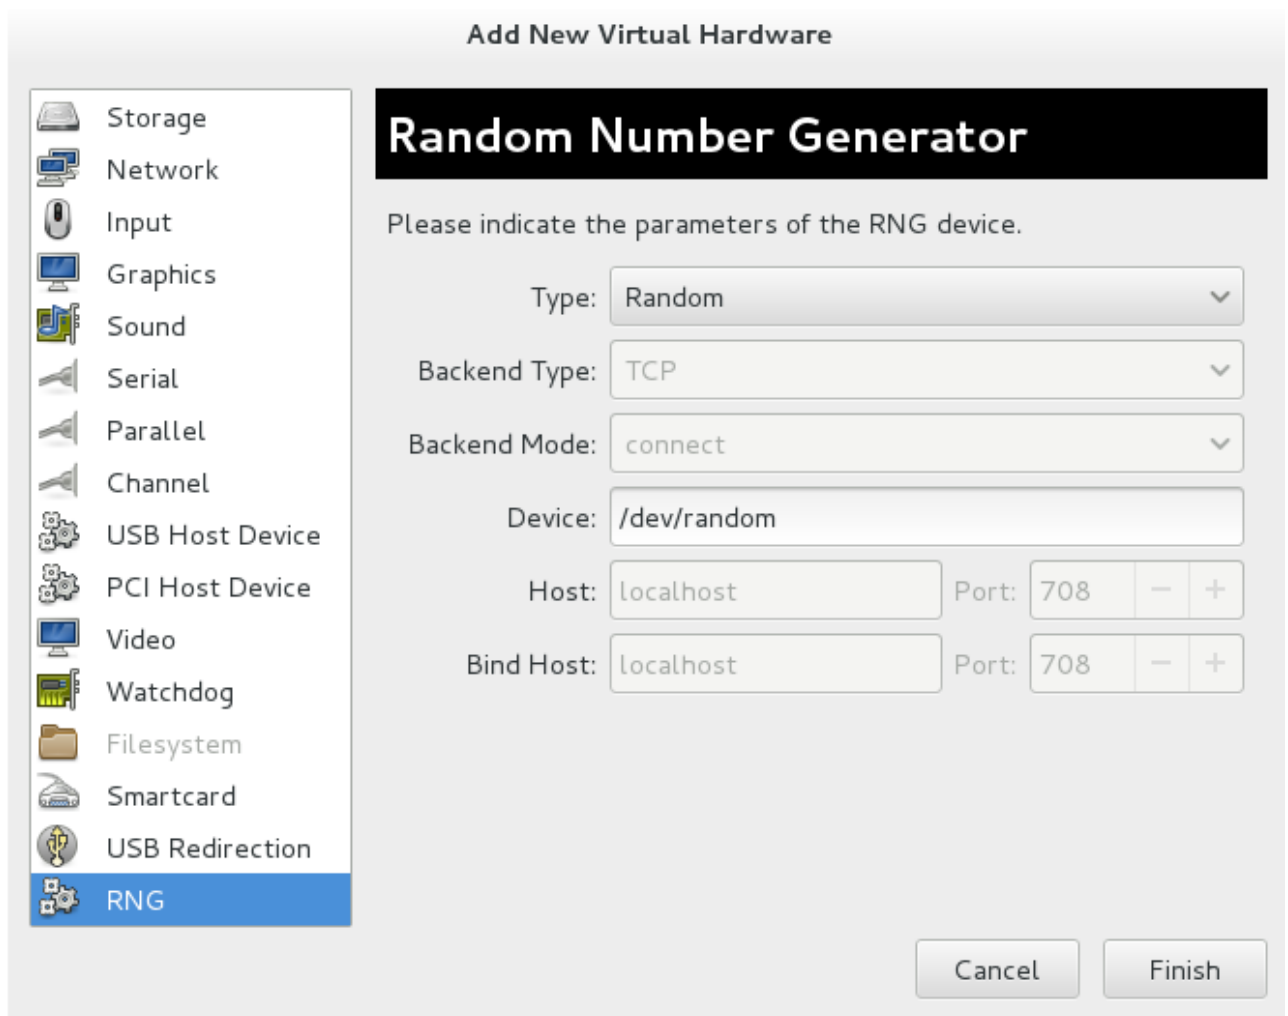 Add New Virtual Hardware
Storage
Network
Input
Graphics
Sound
Serial
Parallel
Channel
USB Host Device
PCI Host Device
Video
Watchdog
Filesystem
Smartcard
USB Redirection
RNG
Random Number Generator
Please indicate the parameters of the RNG device.
Type: Random
Backend Type: TCP
Backend Mode: connect
Device: /dev/random
Host: localhost Port: 708 − +
Bind Host: localhost Port: 708 − +
Cancel Finish